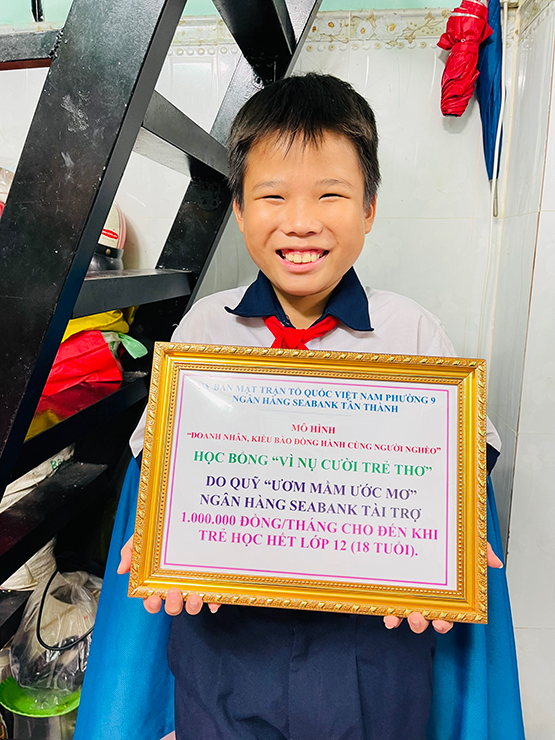 ỦY BAN MẶT TRẬN TỔ QUỐC VIỆT NAM PHƯỜNG 9
NGÂN HÀNG SEABANK TÂN THÀNH
MÔ HÌNH
"DOANH NHÂN, KIỀU BÀO ĐỒNG HÀNH CÙNG NGƯỜI NGHÈO"
HỌC BỔNG "VÌ NỤ CƯỜI TRẺ THƠ"
DO QUỸ "ƯƠM MẦM ƯỚC MƠ"
NGÂN HÀNG SEABANK TÀI TRỢ
1.000.000 ĐỒNG/THÁNG CHO ĐẾN KHI
TRẺ HỌC HẾT LỚP 12 (18 TUỔI).